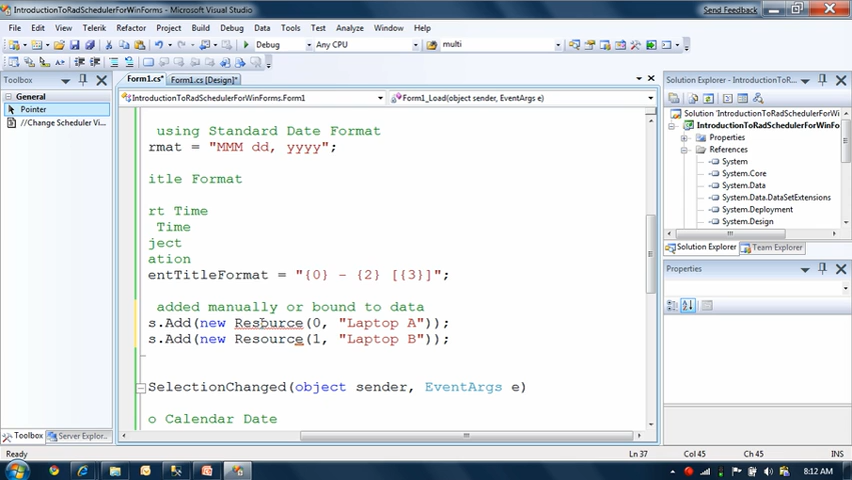 IntroductionToRadSchedulerForWinForms - Microsoft Visual Studio
Send Feedback
File Edit View Telerik Refactor Project Build Debug Data Tools Test Analyze Window Help
Debug Any CPU multi
Toolbox
Form1.cs* Form1.cs [Design]*
Solution Explorer - IntroductionToRa...
General
Pointer
//Change Scheduler Vi...
IntroductionToRadSchedulerForWinForms.Form1
Form1_Load(object sender, EventArgs e)
using Standard Date Format
rmat = "MMM dd, yyyy";
itle Format
rt Time
Time
ject
ation
entTitleFormat = "{0} - {2} [{3}]";
added manually or bound to data
s.Add(new Resource(0, "Laptop A"));
s.Add(new Resource(1, "Laptop B"));
SelectionChanged(object sender, EventArgs e)
o Calendar Date
Solution 'IntroductionToRadSchedulerForWinF
IntroductionToRadSchedulerForWinFo
Properties
References
System
System.Core
System.Data
System.Data.DataSetExtensions
System.Deployment
System.Design
Solution Explorer Team Explorer
Properties
Toolbox Server Explor...
Ready
Ln 37 Col 45 Ch 45 INS
8:12 AM